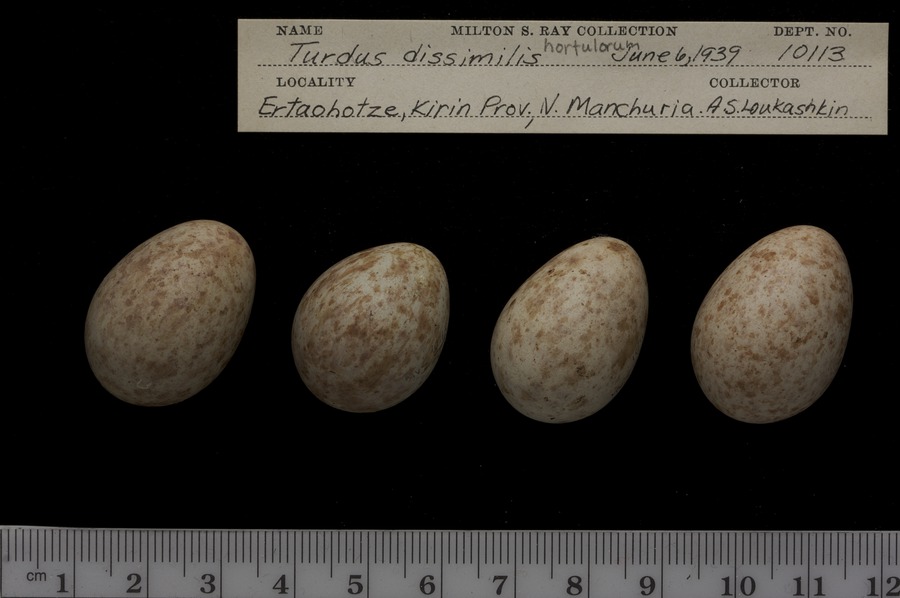 NAME MILTON S. RAY COLLECTION DEPT. NO.
Turdus dissimilis hortulorum June 6, 1939 10113
LOCALITY COLLECTOR
Ertaohotze, Kirin Prov., N. Manchuria. A.S. Loukashkin
cm 1 2 3 4 5 6 7 8 9 10 11 12